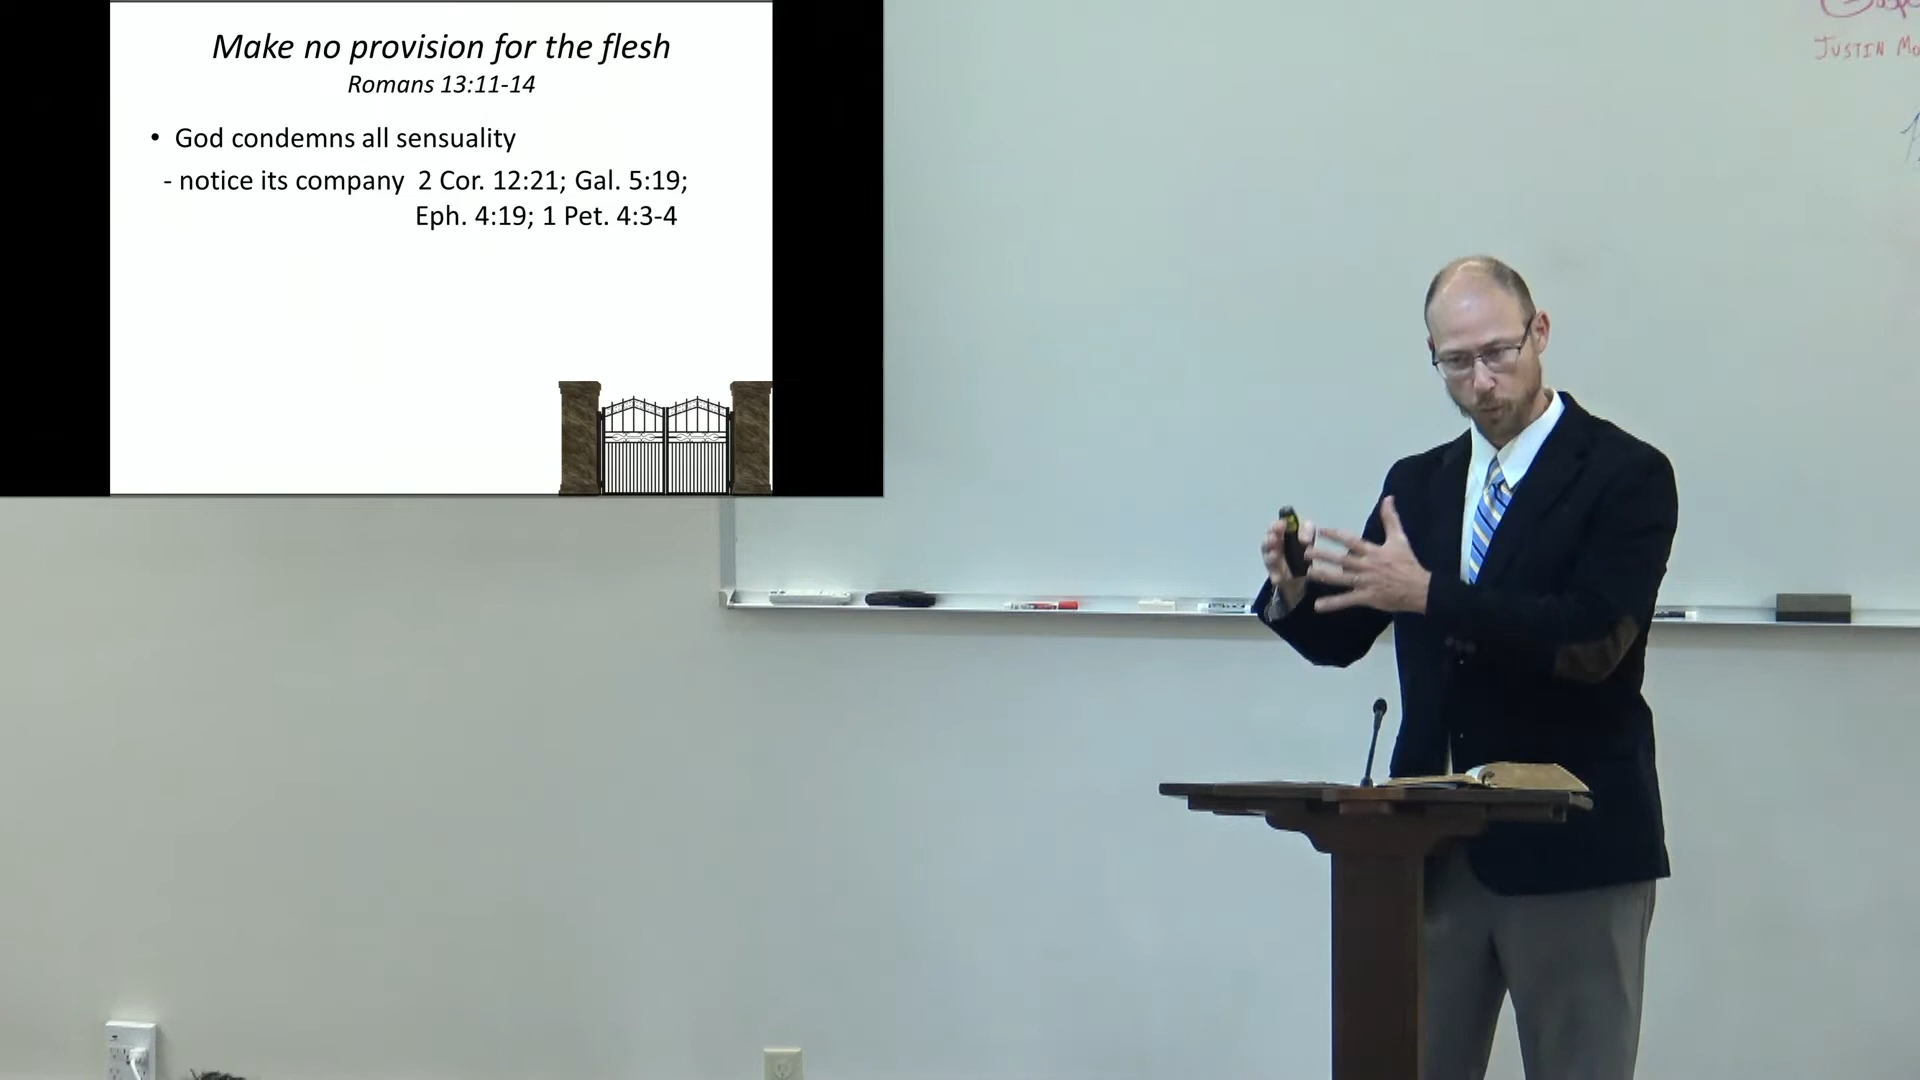 Make no provision for the flesh
Romans 13:11-14
• God condemns all sensuality
- notice its company 2 Cor. 12:21; Gal. 5:19;
Eph. 4:19; 1 Pet. 4:3-4
JUSTIN